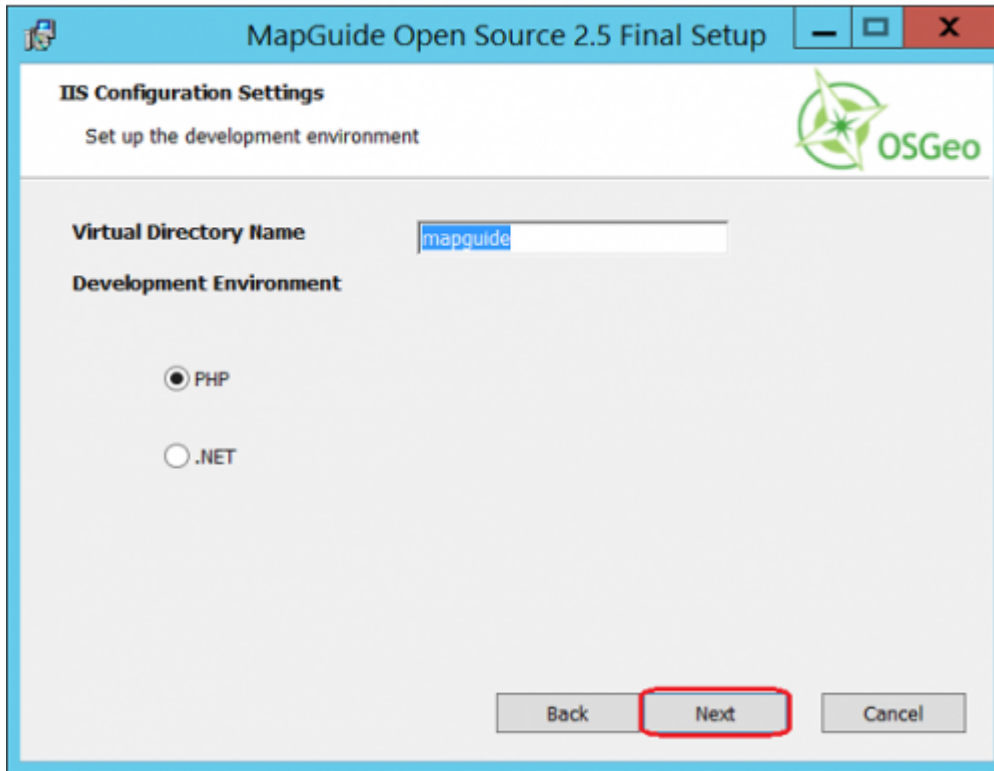 MapGuide Open Source 2.5 Final Setup
IIS Configuration Settings
Set up the development environment
OSGeo
Virtual Directory Name
mapguide
Development Environment
PHP
.NET
Back
Next
Cancel